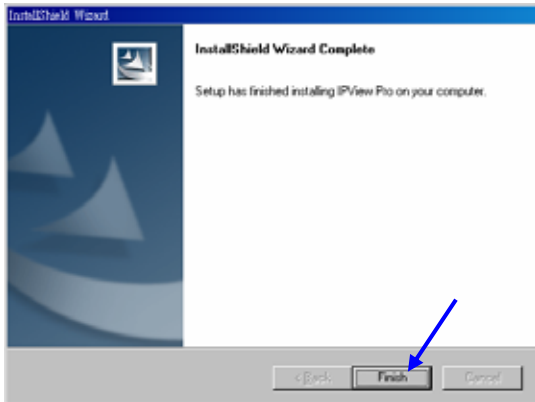 InstallShield Wizard
InstallShield Wizard Complete
Setup has finished installing IPView Pro on your computer.
< Back Finish Cancel